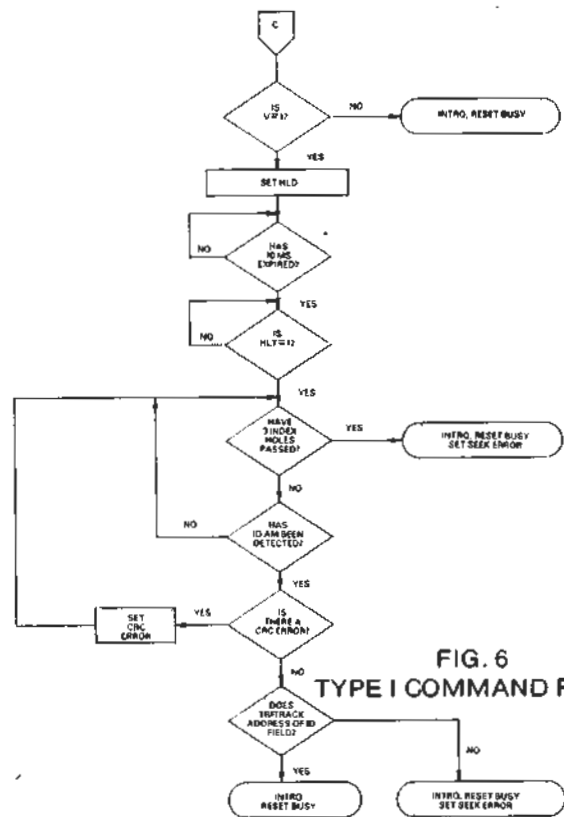 C
IS
V = 1?
NO
INTRQ, RESET BUSY
YES
SET HLD
NO
HAS
10 MS
EXPIRED?
YES
NO
IS
HLT = 1?
YES
HAVE
3 INDEX
HOLES
PASSED?
YES
INTRQ, RESET BUSY
SET SEEK ERROR
NO
NO
HAS
ID AM BEEN
DETECTED?
YES
SET
CRC
ERROR
YES
IS
THERE A
CRC ERROR?
NO
FIG. 6
TYPE I COMMAND F
DOES
TR=TRACK
ADDRESS OF ID
FIELD?
NO
YES
INTRQ
RESET BUSY
INTRQ, RESET BUSY
SET SEEK ERROR